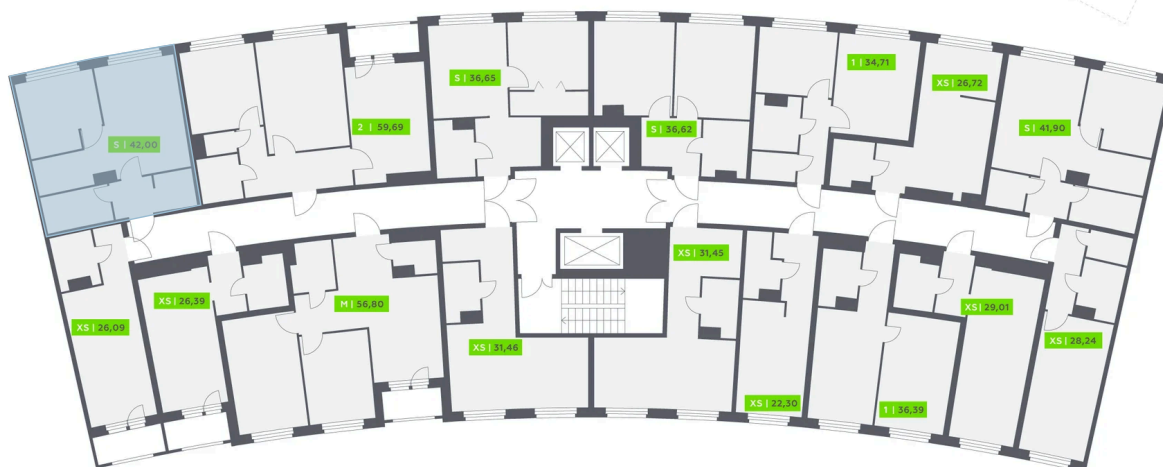 S | 42,00
2 | 59,69
S | 36,65
S | 36,62
1 | 34,71
XS | 26,72
S | 41,90
XS | 26,09
XS | 26,39
M | 56,80
XS | 31,46
XS | 31,45
XS | 22,30
1 | 36,39
XS | 29,01
XS | 28,24